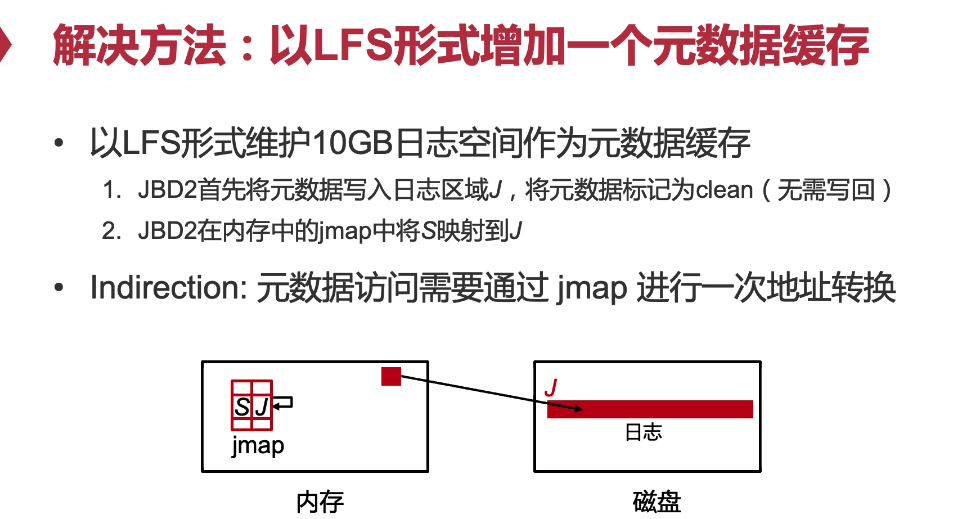 解决方法：以LFS形式增加一个元数据缓存
• 以LFS形式维护10GB日志空间作为元数据缓存
1. JBD2首先将元数据写入日志区域J，将元数据标记为clean（无需写回）
2. JBD2在内存中的jmap中将S映射到J
• Indirection: 元数据访问需要通过 jmap 进行一次地址转换
S J
jmap
J
日志
内存
磁盘